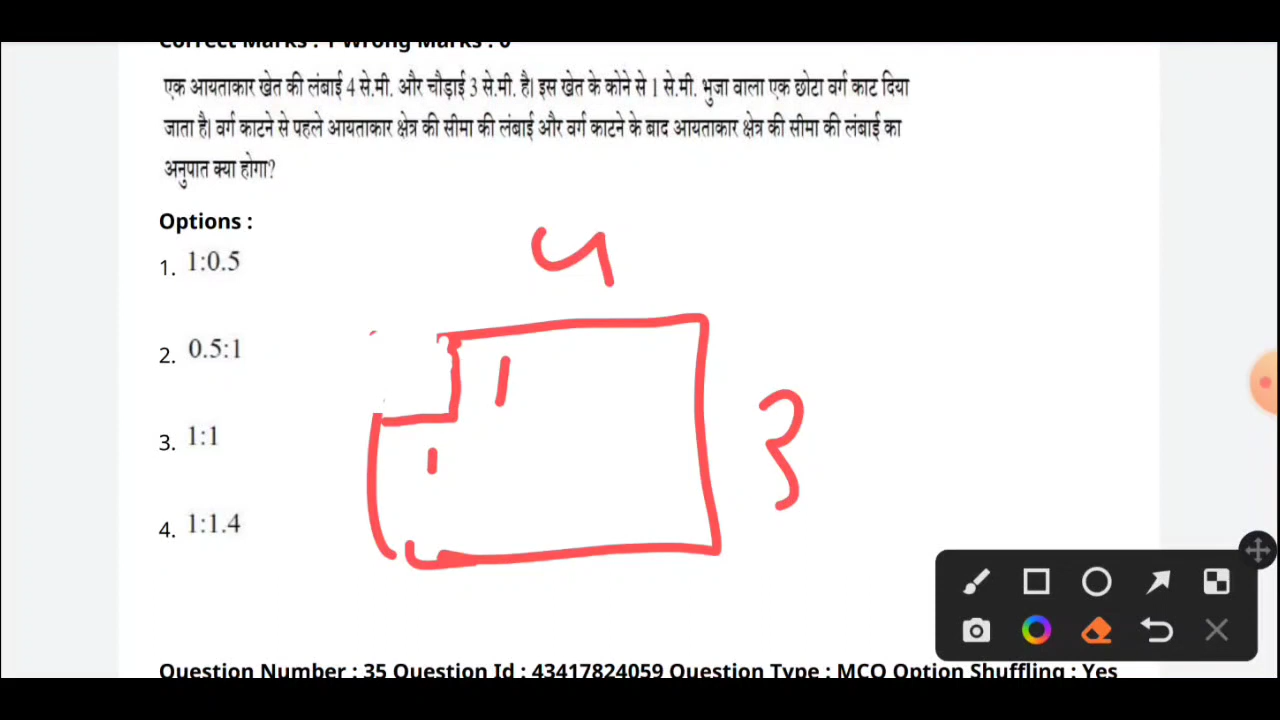 Correct Marks : 1 Wrong Marks : 0
एक आयताकार खेत की लंबाई 4 से.मी. और चौड़ाई 3 से.मी. है। इस खेत के कोने से 1 से.मी. भुजा वाला एक छोटा वर्ग काट दिया
जाता है। वर्ग काटने से पहले आयताकार क्षेत्र की सीमा की लंबाई और वर्ग काटने के बाद आयताकार क्षेत्र की सीमा की लंबाई का
अनुपात क्या होगा?
Options :
1. 1:0.5
2. 0.5:1
3. 1:1
4. 1:1.4
4
1
3
1
Question Number : 35 Question Id : 43417824059 Question Type : MCQ Option Shuffling : Yes